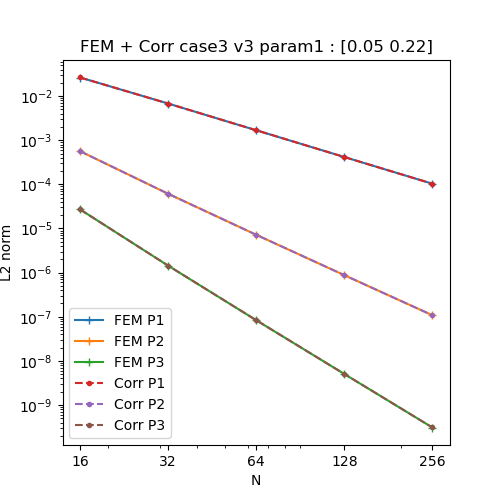 FEM + Corr case3 v3 param1 : [0.05 0.22]
L2 norm
10⁻²
10⁻³
10⁻⁴
10⁻⁵
10⁻⁶
10⁻⁷
10⁻⁸
10⁻⁹
FEM P1
FEM P2
FEM P3
Corr P1
Corr P2
Corr P3
16 32 64 128 256
N